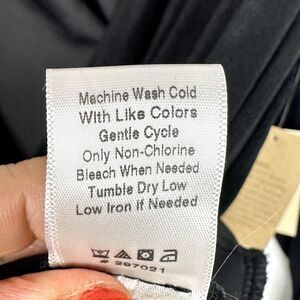 Machine Wash Cold
With Like Colors
Gentle Cycle
Only Non-Chlorine
Bleach When Needed
Tumble Dry Low
Low Iron if Needed
# 297021